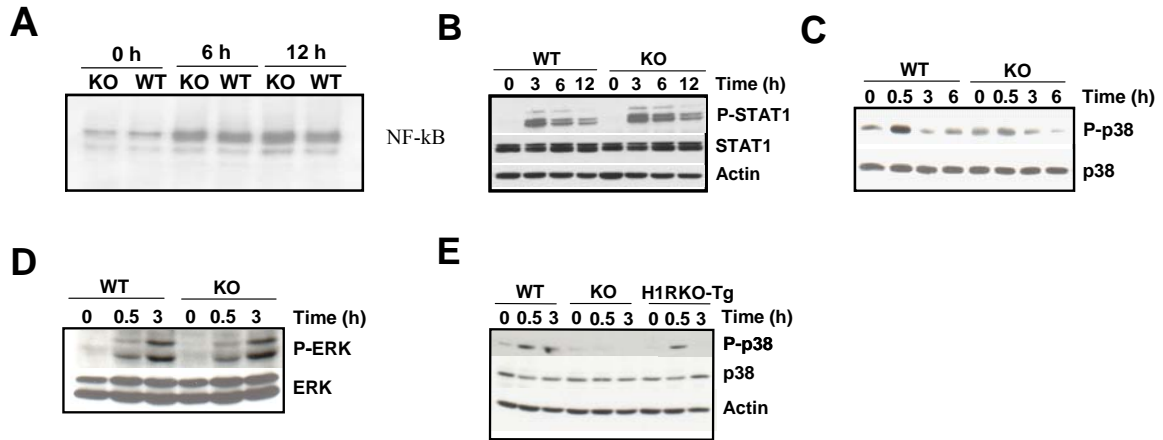 A
0 h 6 h 12 h
KO WT KO WT KO WT
NF-kB
B
WT KO
0 3 6 12 0 3 6 12 Time (h)
P-STAT1
STAT1
Actin
C
WT KO
0 0.5 3 6 0 0.5 3 6 Time (h)
P-p38
p38
D
WT KO
0 0.5 3 0 0.5 3 Time (h)
P-ERK
ERK
E
WT KO H1RKO-Tg
0 0.5 3 0 0.5 3 0 0.5 3 Time (h)
P-p38
p38
Actin